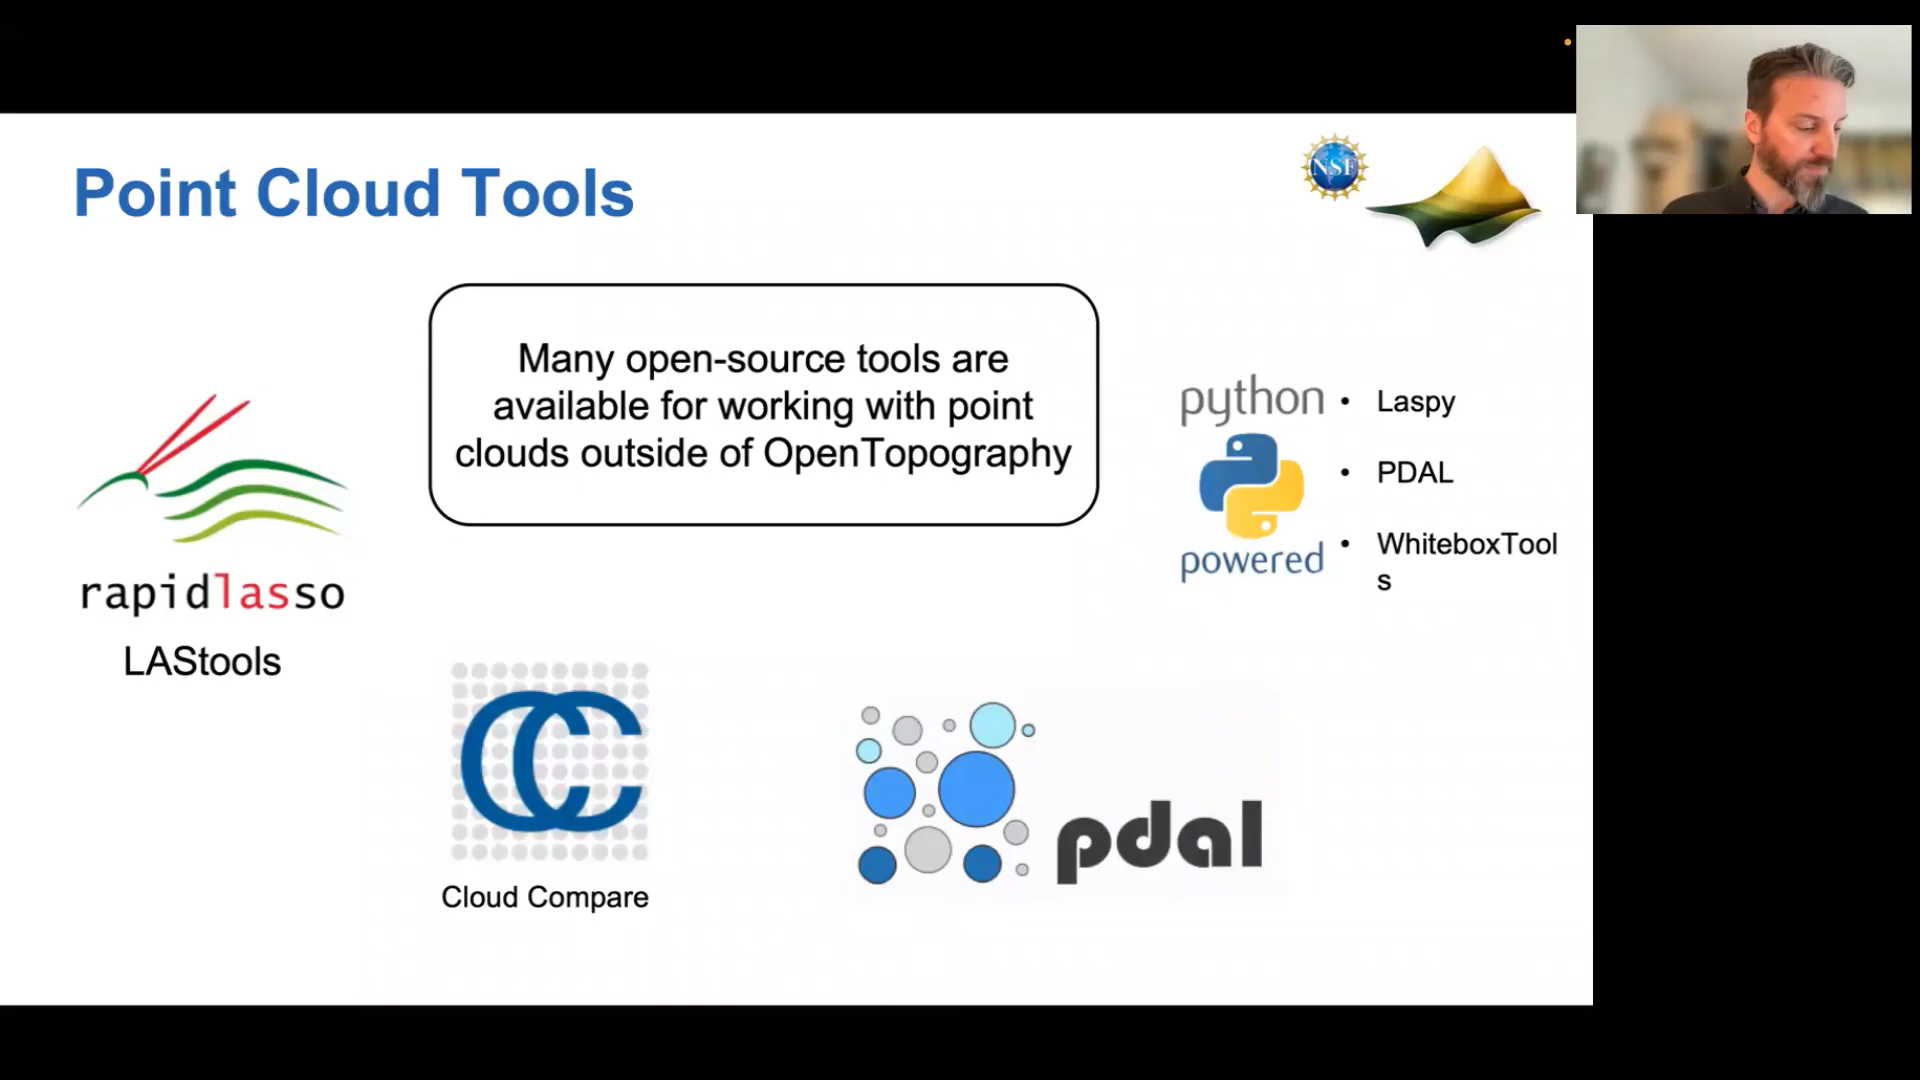 Point Cloud Tools
NSF
Many open-source tools are
available for working with point
clouds outside of OpenTopography
python
powered
• Laspy
• PDAL
• WhiteboxTool
s
rapidlasso
LAStools
CC
Cloud Compare
pdal